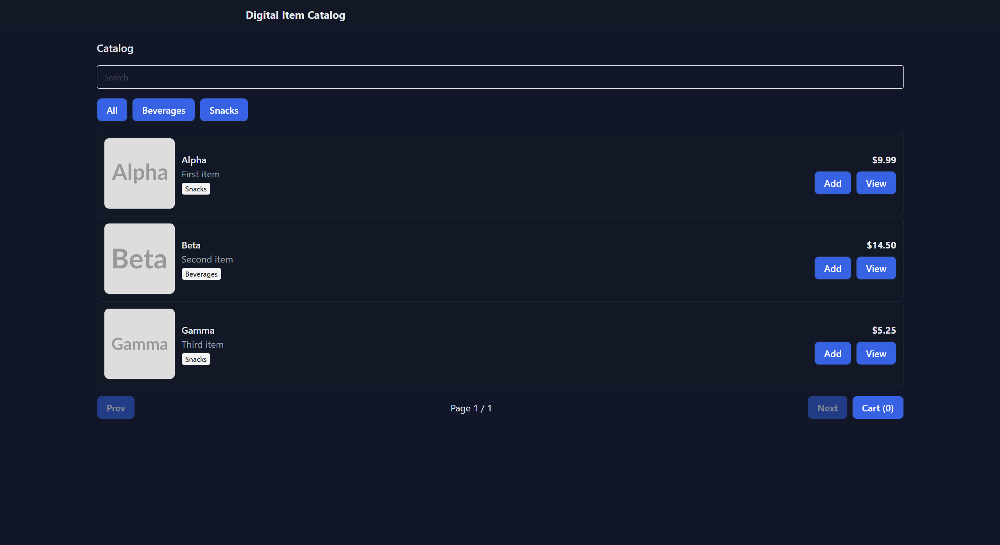 Digital Item Catalog
Catalog
Search
All Beverages Snacks
Alpha
Alpha
First item
Snacks
$9.99
Add View
Beta
Beta
Second item
Beverages
$14.50
Add View
Gamma
Gamma
Third item
Snacks
$5.25
Add View
Prev Page 1 / 1 Next Cart (0)